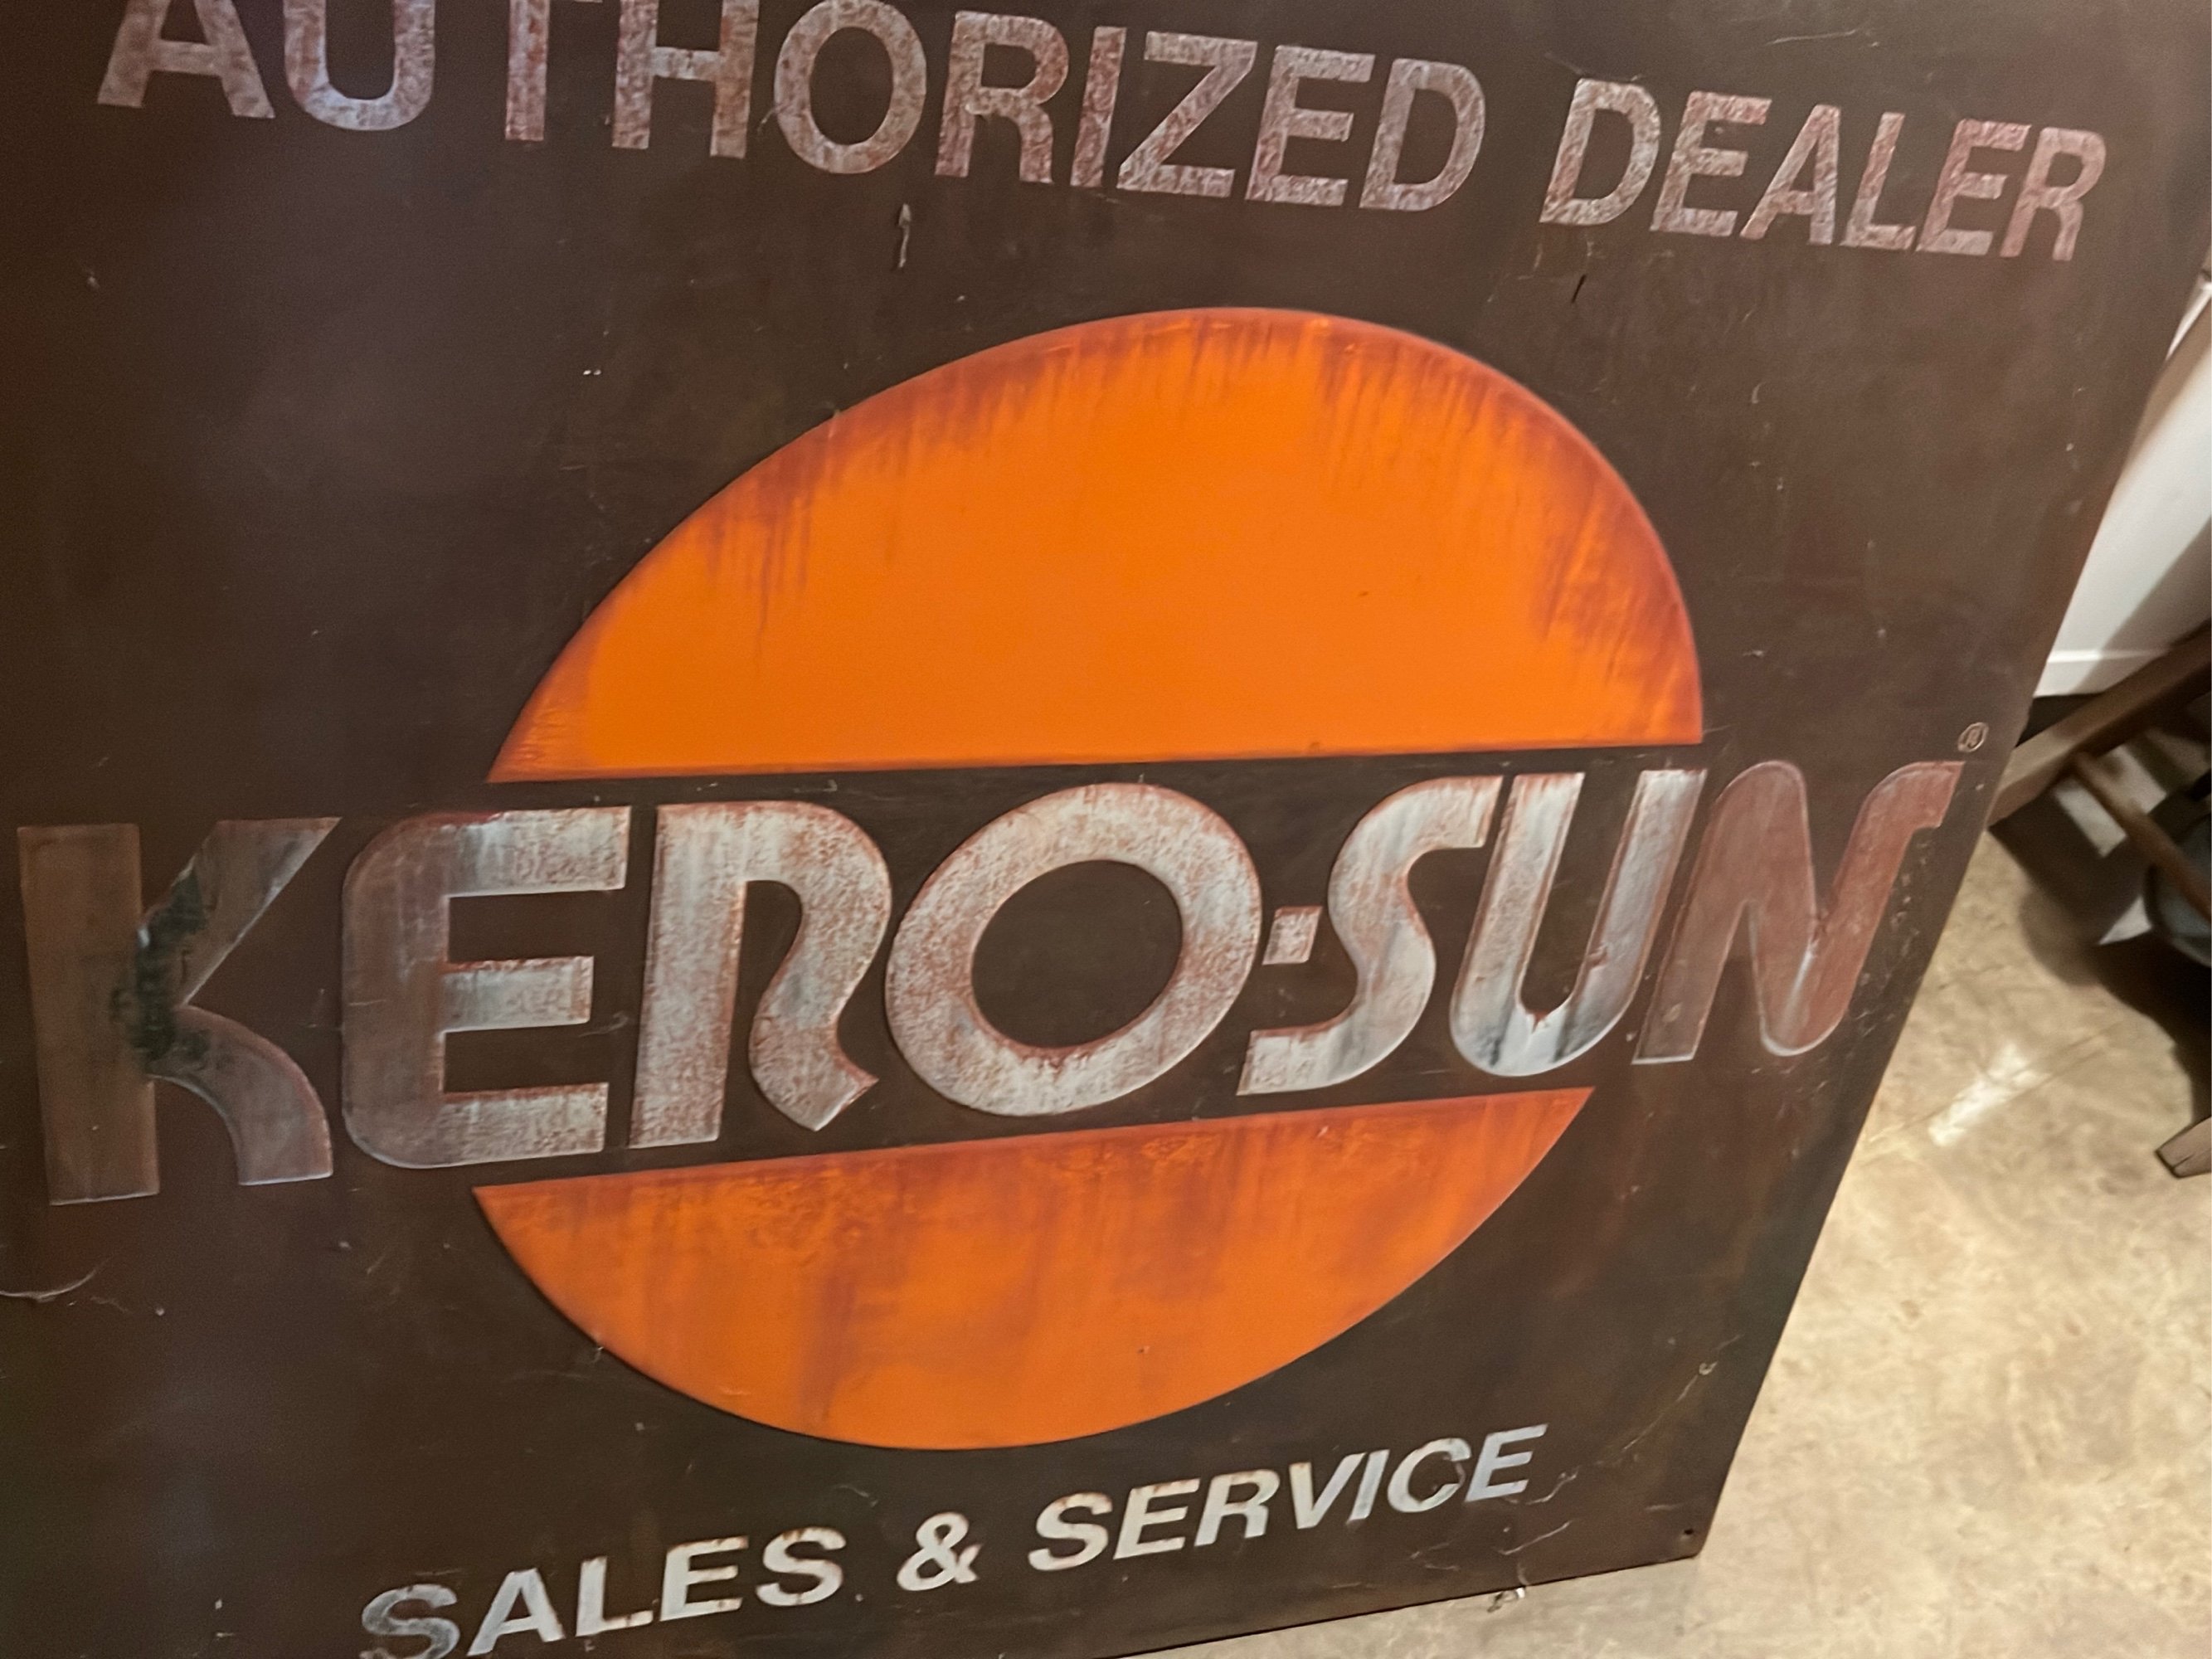 AUTHORIZED DEALER
KERO-SUN®
SALES & SERVICE